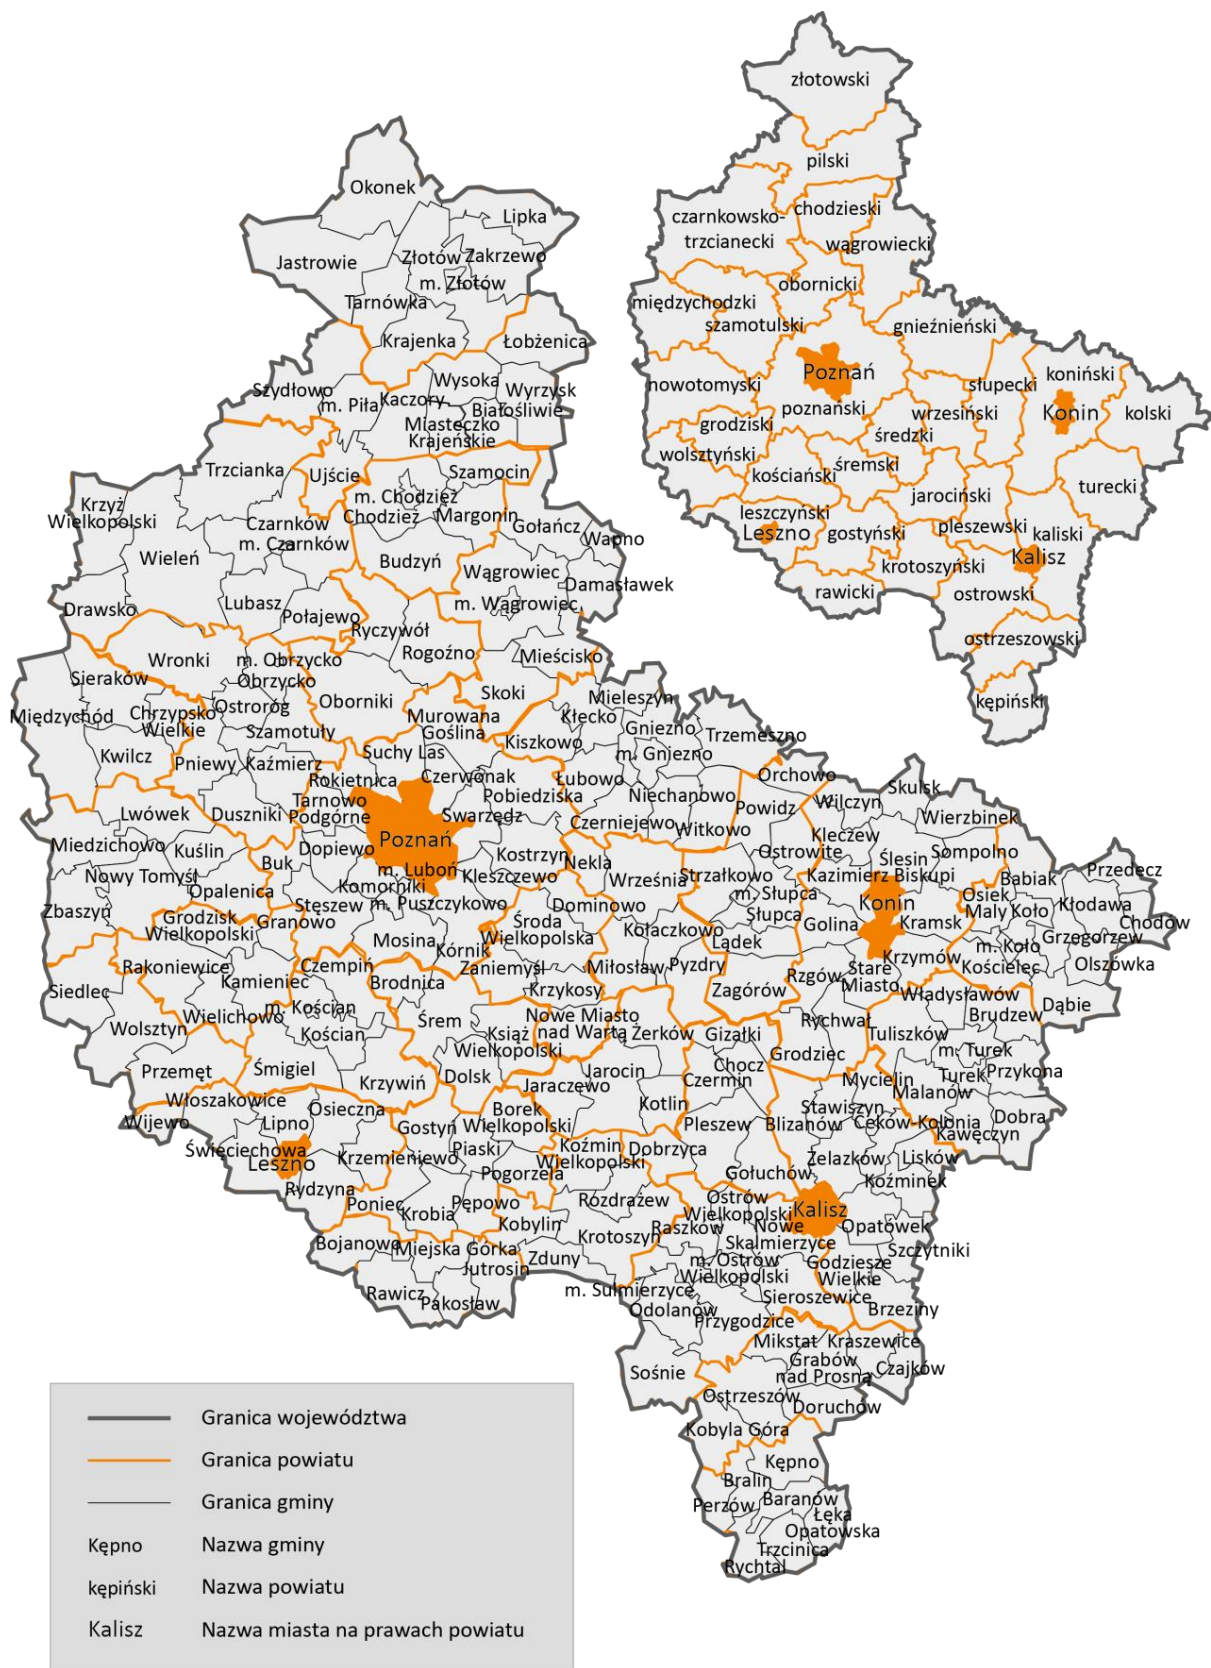 złotowski
pilski
chodzieski
czarnkowsko-
trzcianecki
wągrowiecki
obornicki
międzychodzki
szamotulski
gnieźnieński
Poznań
nowotomyski
słupecki
koniński
Konin
kolski
poznański
wrzesiński
grodziski
średzki
wolsztyński
śremski
kościański
jarociński
turecki
leszczyński
Leszno
gostyński
pleszewski
kaliski
krotoszyński
Kalisz
rawicki
ostrowski
ostrzeszowski
kępiński
Okonek
Lipka
Złotów
Zakrzewo
Jastrowie
m. Złotów
Tarnówka
Krajenka
Łobżenica
Wysoka
Szydłowo
Wyrzysk
m. Piła
Kaczory
Białośliwie
Miasteczko
Krajeńskie
Trzcianka
Ujście
Szamocin
m. Chodzież
Krzyż
Wielkopolski
Chodzież
Margonin
Czarnków
Gołańcz
m. Czarnków
Wapno
Wieleń
Budzyń
Wągrowiec
Damasławek
Drawsko
Lubasz
m. Wągrowiec
Połajewo
Ryczywół
Wronki
m. Obrzycko
Rogoźno
Mieścisko
Sieraków
Obrzycko
Skoki
Mieleszyn
Międzychód
Chrzypsko
Wielkie
Ostroróg
Oborniki
Murowana
Goślina
Kłecko
Szamotuły
Gniezno
Trzemeszno
Kiszkowo
m. Gniezno
Kwilcz
Pniewy
Kaźmierz
Suchy Las
Rokietnica
Czerwonak
Łubowo
Orchowo
Skulsk
Lwówek
Duszniki
Tarnowo
Podgórne
Pobiedziska
Niechanowo
Powidz
Wilczyn
Wierzbinek
Swarzędz
Czerniejewo
Witkowo
Kleczew
Miedzichowo
Kuślin
Poznań
Dopiewo
Buk
m. Luboń
Kostrzyn
Nekla
Ostrowite
Ślesin
Sompolno
Nowy Tomyśl
Opalenica
Komorniki
Kleszczewo
Września
Strzałkowo
Kazimierz Biskupi
Babiak
Przedecz
Zbąszyń
Stęszew
m. Puszczykowo
Dominowo
m. Słupca
Konin
Osiek
Mały
Koło
Kłodawa
Grodzisk
Wielkopolski
Granowo
Środa
Wielkopolska
Słupca
Golina
Kramsk
Chodów
Mosina
Kórnik
Kołaczkowo
Lądek
m. Koło
Grzegorzew
Rakoniewice
Czempiń
Zaniemyśl
Miłosław
Pyzdry
Krzymów
Kościelec
Olszówka
Siedlec
Kamieniec
Brodnica
Krzykosy
Zagórów
Rzgów
Stare
Miasto
Władysławów
Dąbie
Wielichowo
m. Kościan
Śrem
Książ
Wielkopolski
Nowe Miasto
nad Wartą
Żerków
Gizałki
Rychwał
Tuliszków
Brudzew
Wolsztyn
Kościan
Grodziec
m. Turek
Przemęt
Śmigiel
Krzywiń
Dolsk
Jaraczewo
Jarocin
Chocz
Czermin
Mycielin
Turek
Przykona
Malanów
Włoszakowice
Osieczna
Borek
Wielkopolski
Kotlin
Stawiszyn
Wijewo
Lipno
Gostyń
Pleszew
Blizanów
Ceków-Kolonia
Dobra
Kawęczyn
Święciechowa
Leszno
Krzemieniewo
Piaski
Koźmin
Wielkopolski
Dobrzyca
Żelazków
Lisków
Rydzyna
Pogorzela
Gołuchów
Koźminek
Poniec
Krobia
Pępowo
Rozdrażew
Ostrów
Wielkopolski
Kalisz
Kobylin
Krotoszyn
Raszków
Nowe
Skalmierzyce
Opatówek
Bojanowo
Miejska Górka
Zduny
Szczytniki
Jutrosin
m. Ostrów
Wielkopolski
Godziesze
Wielkie
Rawicz
Pakosław
m. Sulmierzyce
Odolanów
Sieroszewice
Brzeziny
Przygodzice
Mikstat
Kraszewice
Sośnie
Grabów
nad Prosną
Czajków
Ostrzeszów
Doruchów
Kobyla Góra
Kępno
Bralin
Perzów
Baranów
Łęka
Opatowska
Trzcinica
Rychtal
Granica województwa
Granica powiatu
Granica gminy
Kępno Nazwa gminy
kępiński Nazwa powiatu
Kalisz Nazwa miasta na prawach powiatu